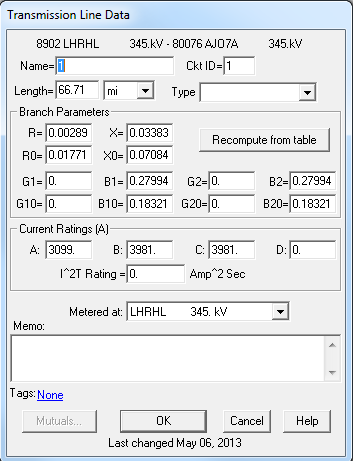 Transmission Line Data
8902 LHRHL 345.kV - 80076 AJO7A 345.kV
Name= 1 Ckt ID= 1
Length= 66.71 mi Type
Branch Parameters
R= 0.00289 X= 0.03383
R0= 0.01771 X0= 0.07084
Recompute from table
G1= 0. B1= 0.27994 G2= 0. B2= 0.27994
G10= 0. B10= 0.18321 G20= 0. B20= 0.18321
Current Ratings (A)
A: 3099. B: 3981. C: 3981. D: 0.
I^2T Rating = 0. Amp^2 Sec
Metered at: LHRHL 345. kV
Memo:
Tags: None
Mutuals... OK Cancel Help
Last changed May 06, 2013